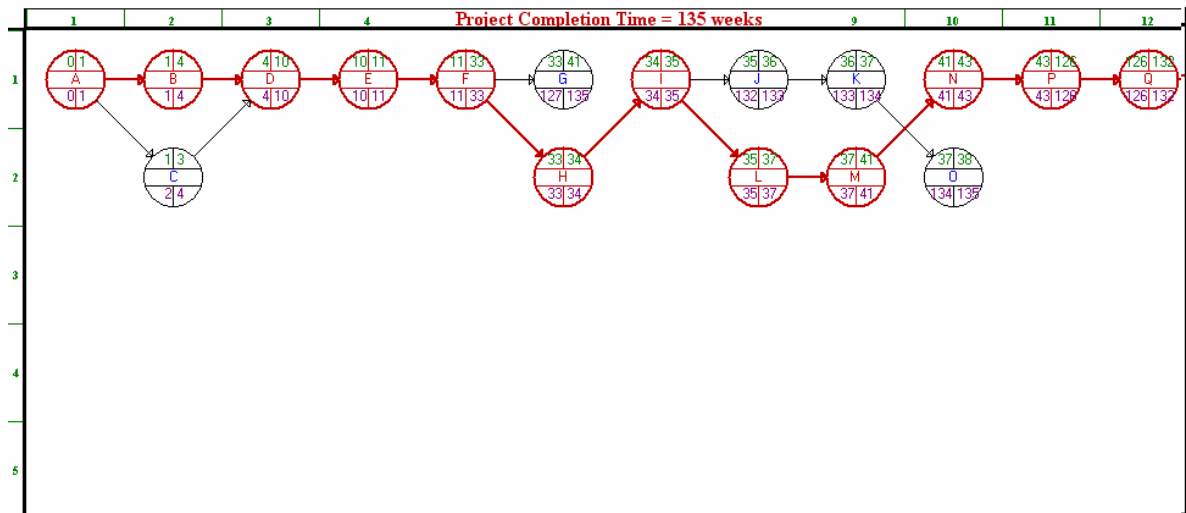 1 2 3 4 Project Completion Time = 135 weeks 9 10 11 12
0 1 1 4 4 10 10 11 11 33 33 41 34 35 35 36 36 37 41 43 43 126 126 132
1 A B D E F G I J K N P Q
0 1 1 4 4 10 10 11 11 33 127 135 34 35 132 133 133 134 41 43 43 126 126 132
1 3 33 34 35 37 37 41 37 38
2 C H L M O
2 4 33 34 35 37 37 41 134 135
3
4
5